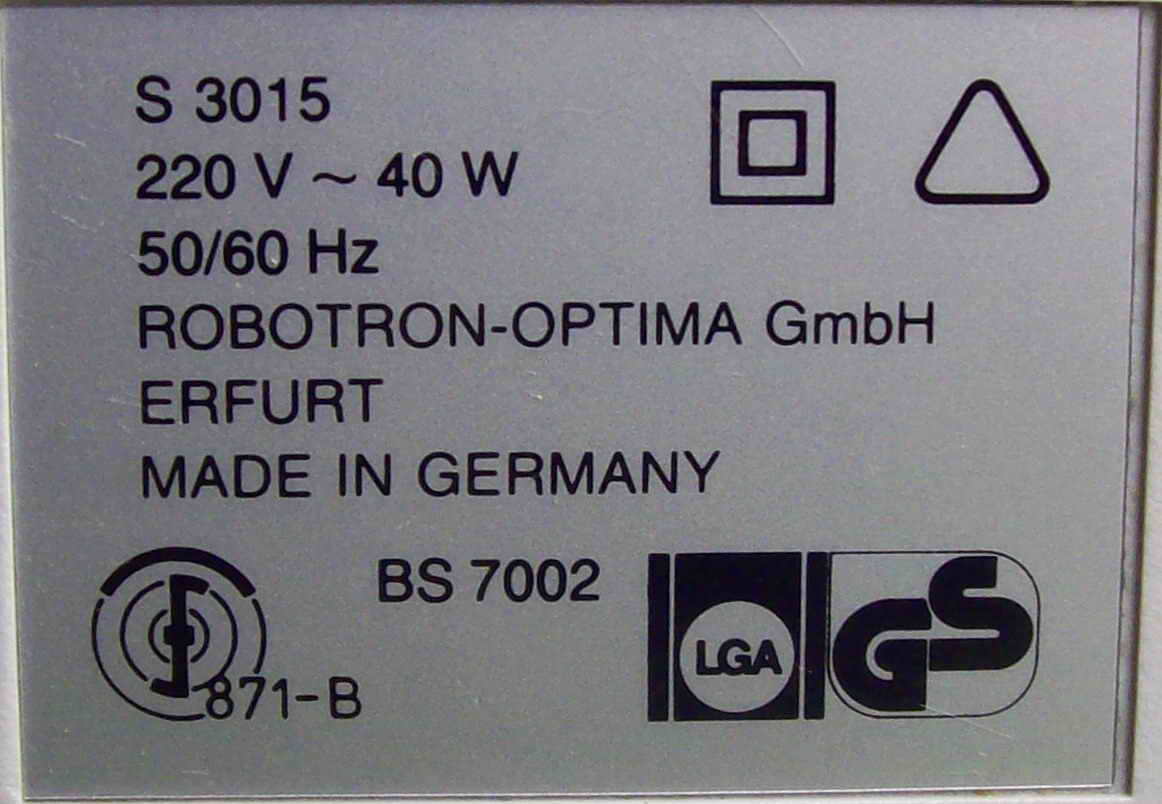 S 3015
220 V ~ 40 W
50/60 Hz
ROBOTRON-OPTIMA GmbH
ERFURT
MADE IN GERMANY
BS 7002
871-B
LGA
GS